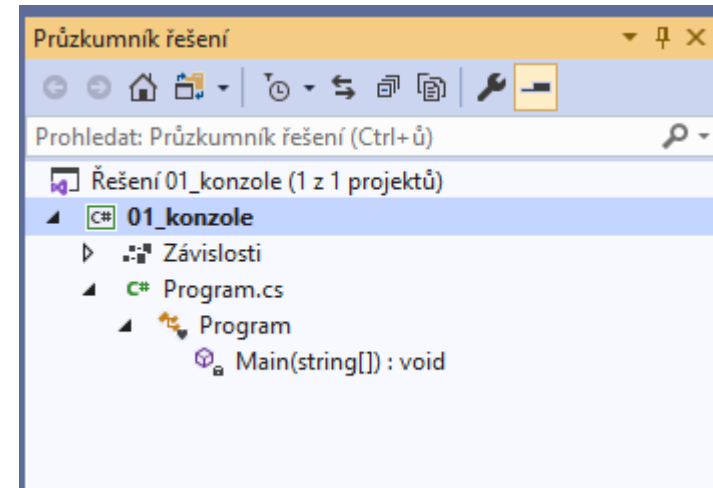 Průzkumník řešení
Prohledat: Průzkumník řešení (Ctrl+ů)
Řešení 01_konzole (1 z 1 projektů)
C# 01_konzole
Závislosti
C# Program.cs
Program
Main(string[]) : void